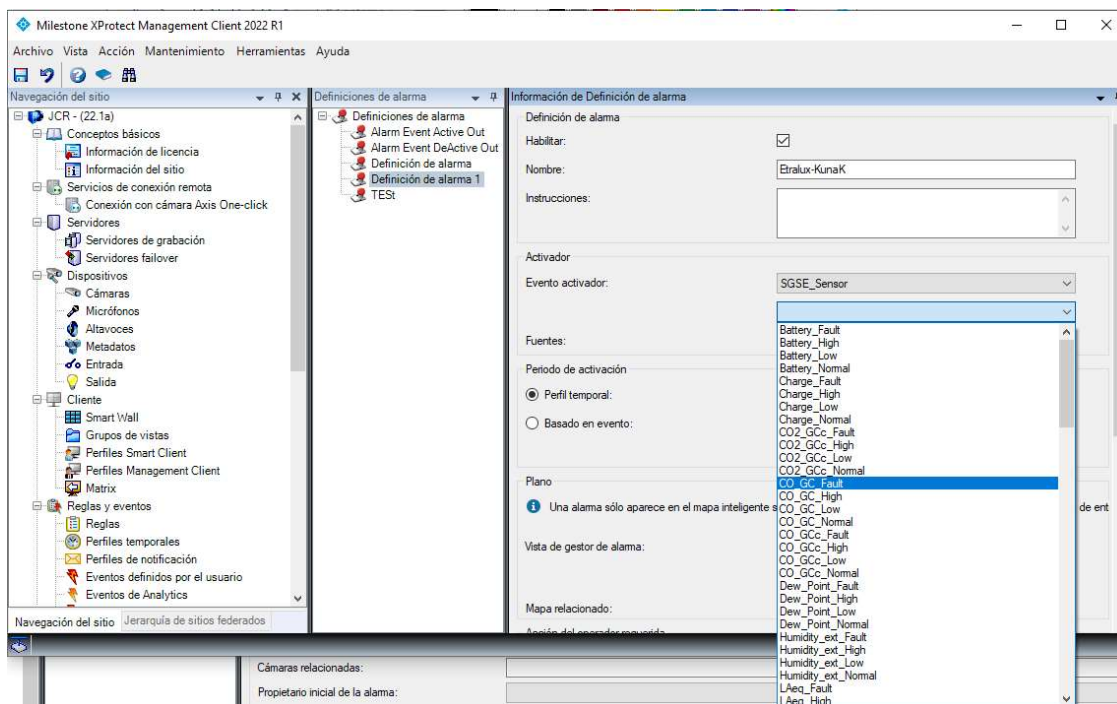 Milestone XProtect Management Client 2022 R1
Archivo Vista Acción Mantenimiento Herramientas Ayuda
Navegación del sitio
JCR - (22.1a)
Conceptos básicos
Información de licencia
Información del sitio
Servicios de conexión remota
Conexión con cámara Axis One-click
Servidores
Servidores de grabación
Servidores failover
Dispositivos
Cámaras
Micrófonos
Altavoces
Metadatos
Entrada
Salida
Cliente
Smart Wall
Grupos de vistas
Perfiles Smart Client
Perfiles Management Client
Matrix
Reglas y eventos
Reglas
Perfiles temporales
Perfiles de notificación
Eventos definidos por el usuario
Eventos de Analytics
Navegación del sitio Jerarquía de sitios federados
Definiciones de alarma
Definiciones de alarma
Alarm Event Active Out
Alarm Event DeActive Out
Definición de alarma
Definición de alarma 1
TESt
Información de Definición de alarma
Definición de alarma
Habilitar:
Nombre: Etralux-KunaK
Instrucciones:
Activador
Evento activador: SGSE_Sensor
Fuentes:
Periodo de activación
Perfil temporal:
Basado en evento:
Plano
Una alarma sólo aparece en el mapa inteligente s
de ent
Vista de gestor de alarma:
Mapa relacionado:
Acción del operador requerida
Battery_Fault
Battery_High
Battery_Low
Battery_Normal
Charge_Fault
Charge_High
Charge_Low
Charge_Normal
CO2_GCc_Fault
CO2_GCc_High
CO2_GCc_Low
CO2_GCc_Normal
CO_GC_Fault
CO_GC_High
CO_GC_Low
CO_GC_Normal
CO_GCc_Fault
CO_GCc_High
CO_GCc_Low
CO_GCc_Normal
Dew_Point_Fault
Dew_Point_High
Dew_Point_Low
Dew_Point_Normal
Humidity_ext_Fault
Humidity_ext_High
Humidity_ext_Low
Humidity_ext_Normal
LAeq_Fault
LAeq_High
Cámaras relacionadas:
Propietario inicial de la alarma: